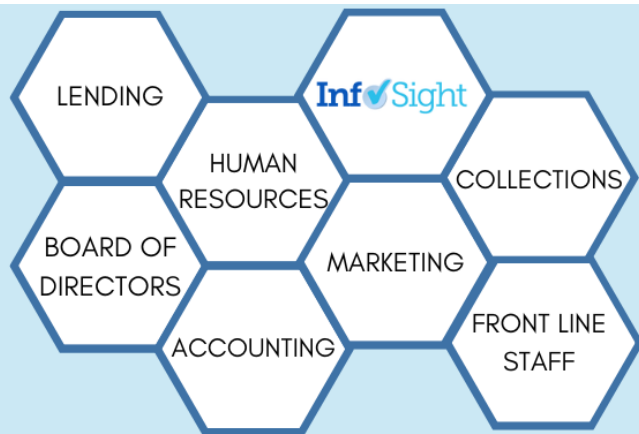 LENDING
InfoSight
HUMAN
RESOURCES
COLLECTIONS
BOARD OF
DIRECTORS
MARKETING
ACCOUNTING
FRONT LINE
STAFF